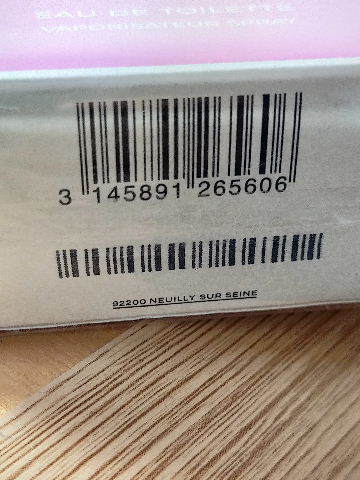 EAU DE TOILETTE
VAPORISATEUR SPRAY
3 145891 265606
92200 NEUILLY SUR SEINE